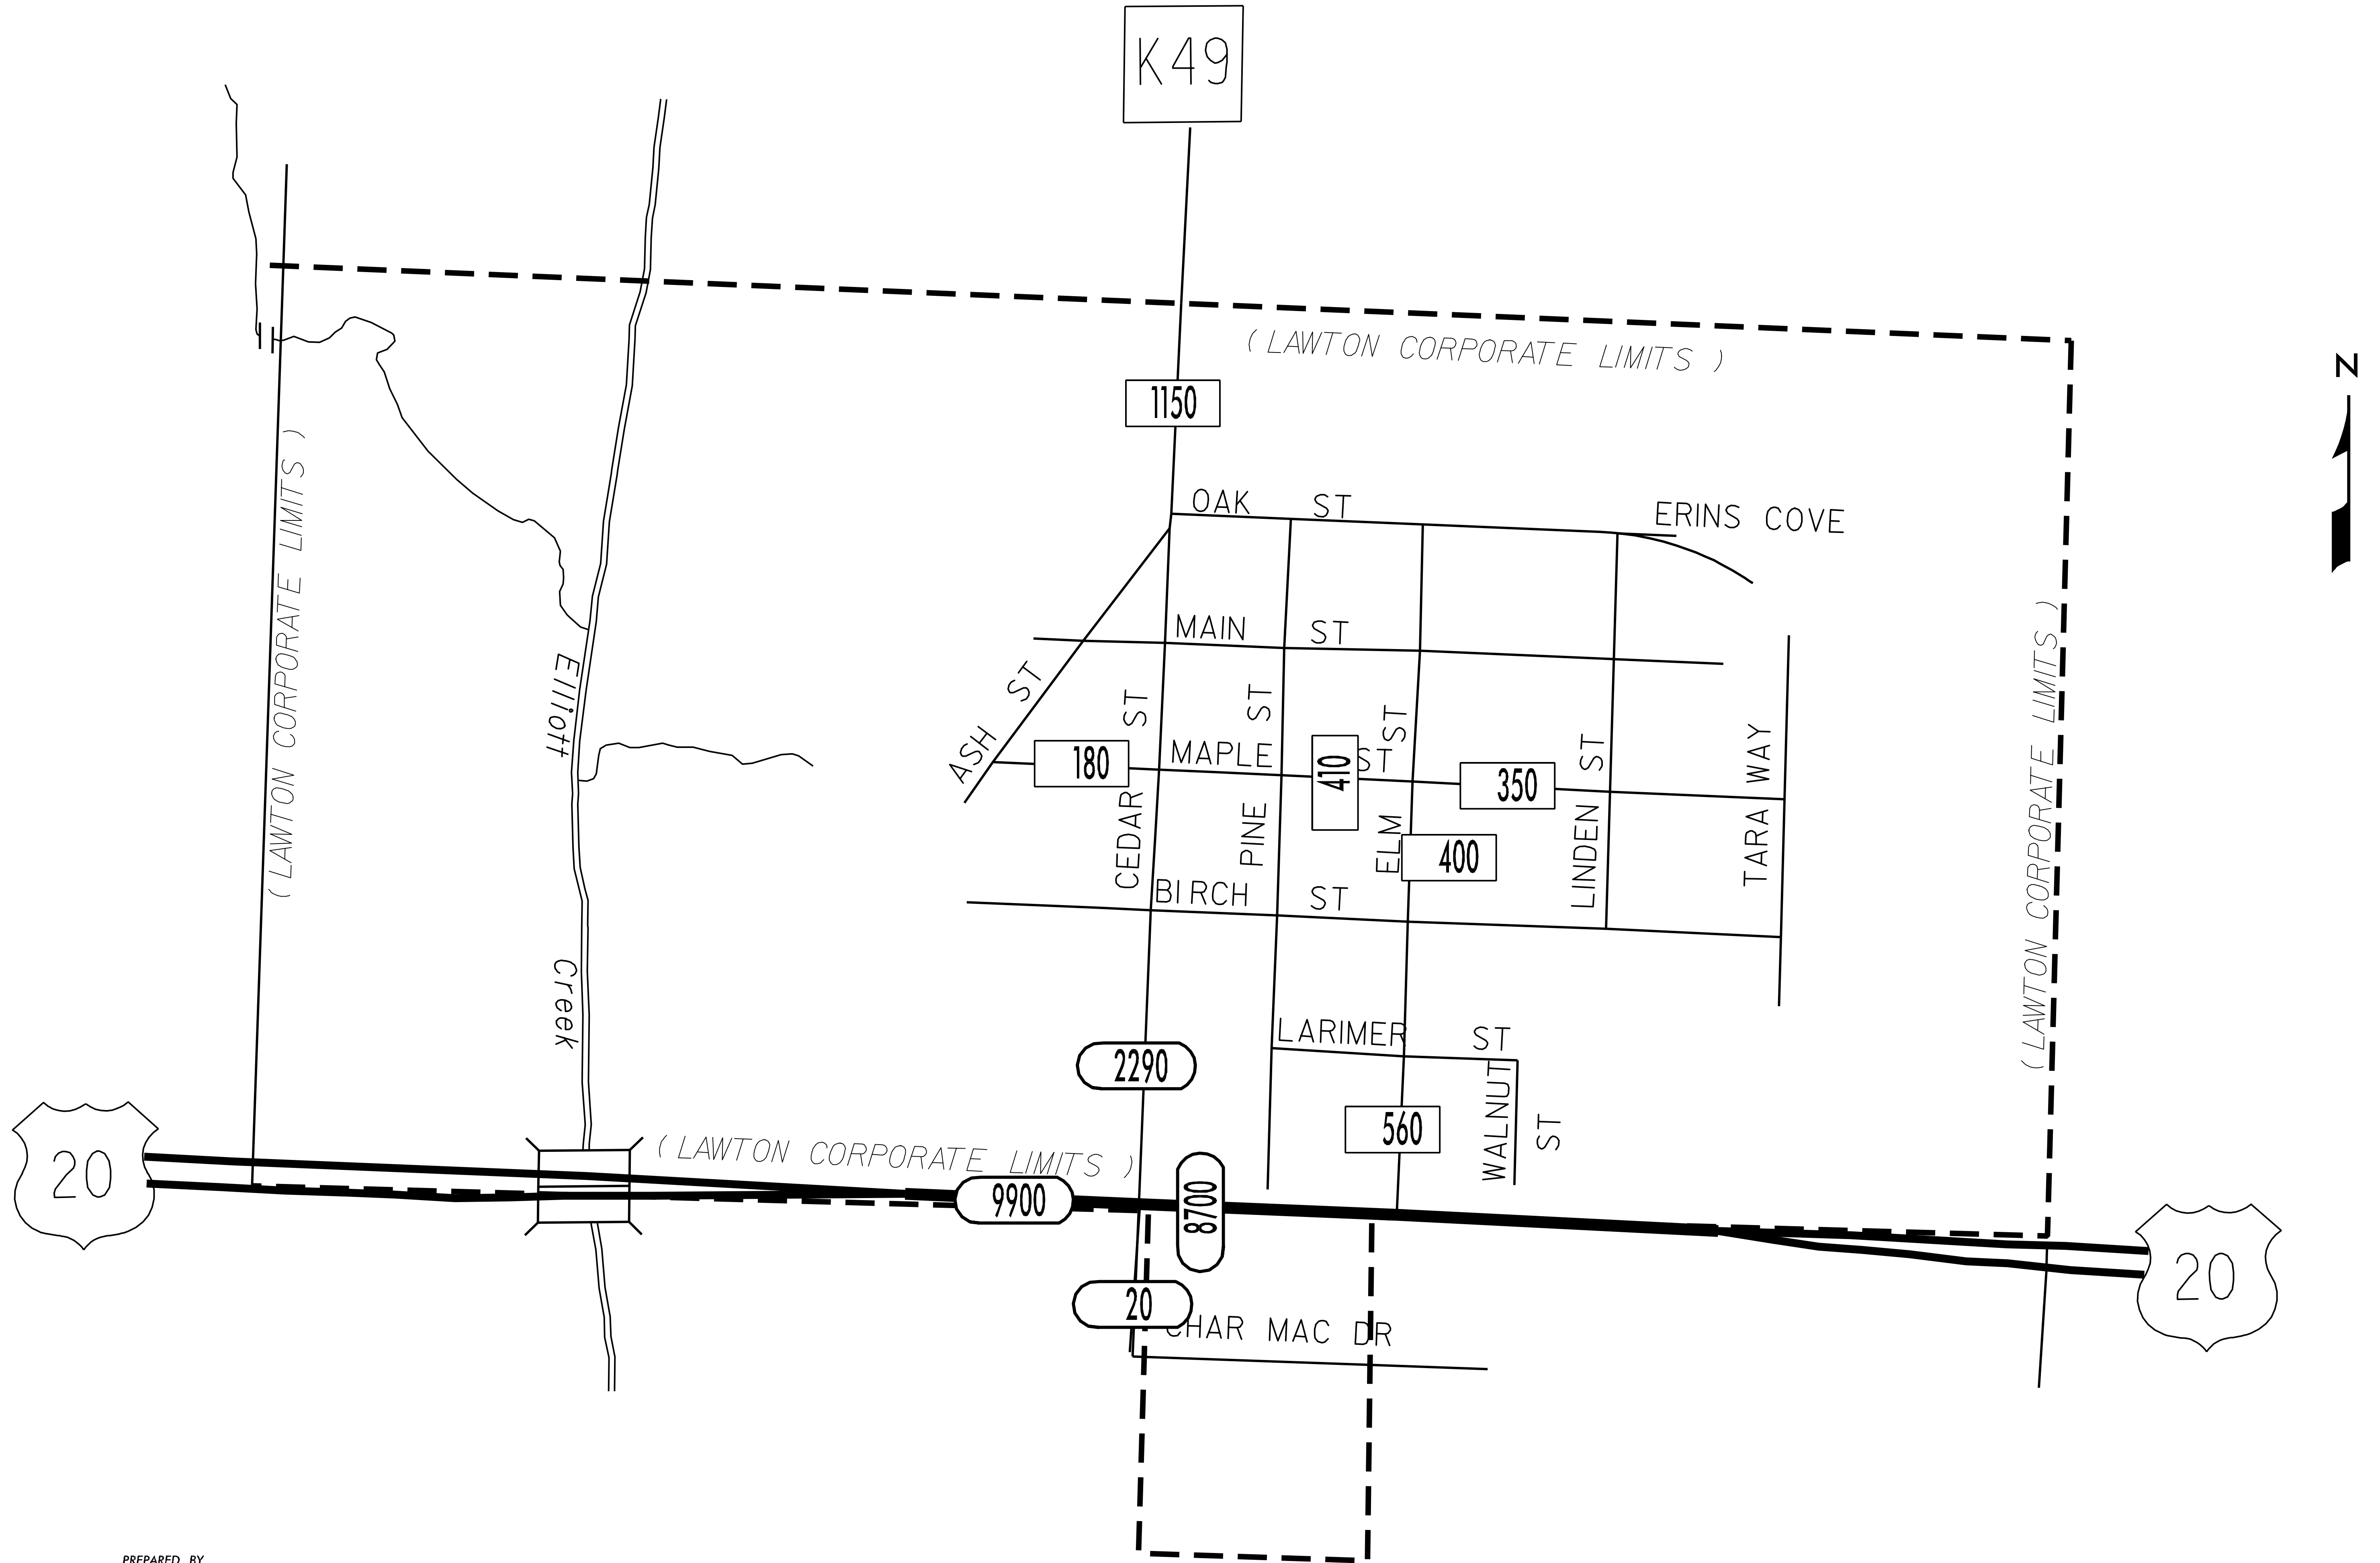 K49
( LAWTON CORPORATE LIMITS )
N
1150
OAK ST
ERINS COVE
( LAWTON CORPORATE LIMITS )
MAIN ST
ASH ST
Elliott Creek
180
MAPLE ST
410
350
400
CEDAR ST
PINE ST
ELM ST
LINDEN ST
TARA WAY
( LAWTON CORPORATE LIMITS )
BIRCH ST
LARIMER ST
2290
560
WALNUT ST
( LAWTON CORPORATE LIMITS )
20
9900
8700
20
20
CHAR MAC DR
PREPARED BY